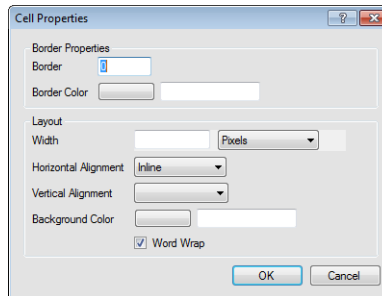 Cell Properties
Border Properties
Border 0
Border Color
Layout
Width Pixels
Horizontal Alignment Inline
Vertical Alignment
Background Color
Word Wrap
OK Cancel